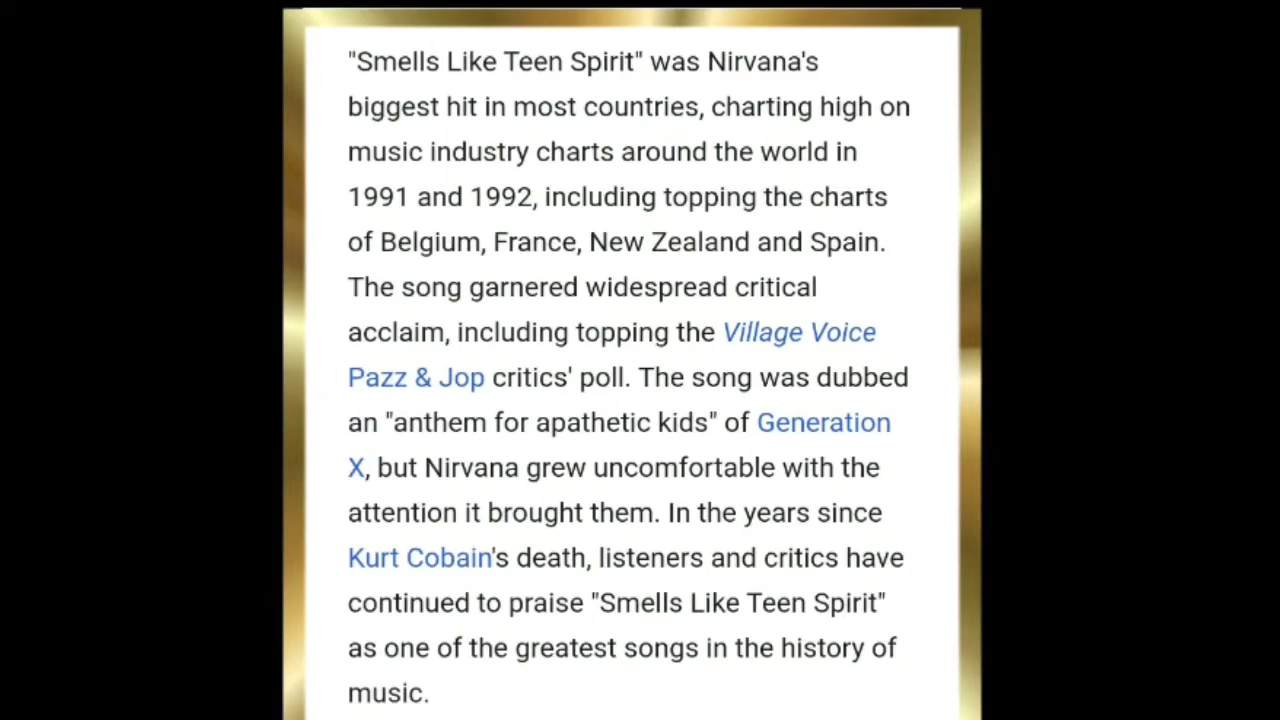 "Smells Like Teen Spirit" was Nirvana's
biggest hit in most countries, charting high on
music industry charts around the world in
1991 and 1992, including topping the charts
of Belgium, France, New Zealand and Spain.
The song garnered widespread critical
acclaim, including topping the Village Voice
Pazz & Jop critics' poll. The song was dubbed
an "anthem for apathetic kids" of Generation
X, but Nirvana grew uncomfortable with the
attention it brought them. In the years since
Kurt Cobain's death, listeners and critics have
continued to praise "Smells Like Teen Spirit"
as one of the greatest songs in the history of
music.